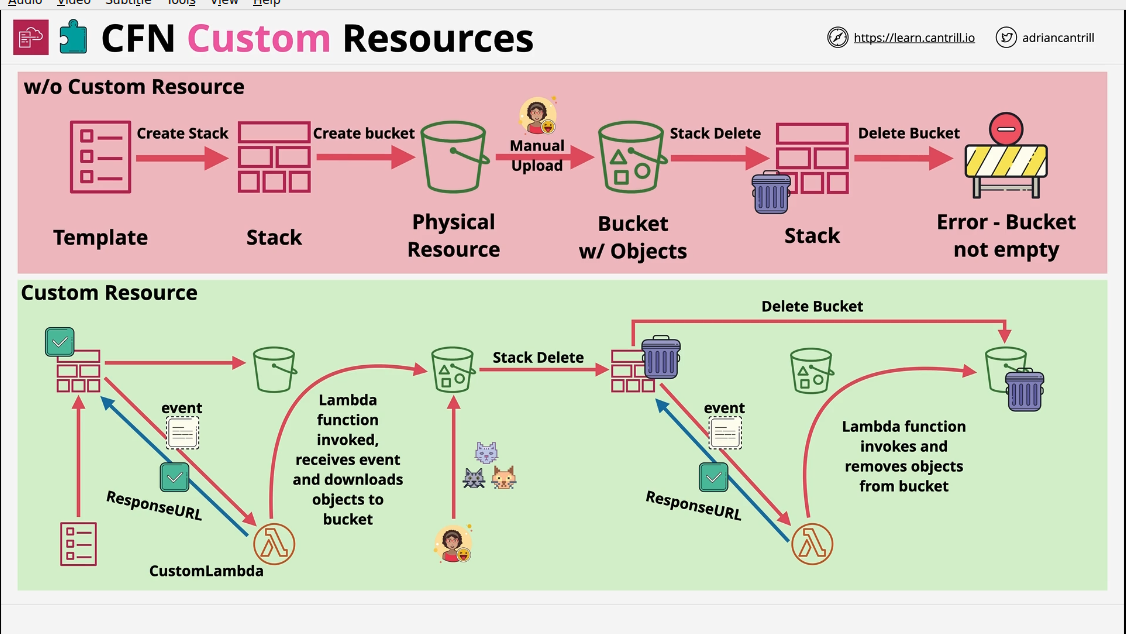 Audio Video Subtitle Tools View Help
CFN Custom Resources
https://learn.cantrill.io
adriancantrill
w/o Custom Resource
Create Stack
Create bucket
Manual
Upload
Stack Delete
Delete Bucket
Template
Stack
Physical
Resource
Bucket
w/ Objects
Stack
Error - Bucket
not empty
Custom Resource
Delete Bucket
Stack Delete
event
Lambda
function
invoked,
receives event
and downloads
objects to
bucket
ResponseURL
CustomLambda
event
Lambda function
invokes and
removes objects
from bucket
ResponseURL